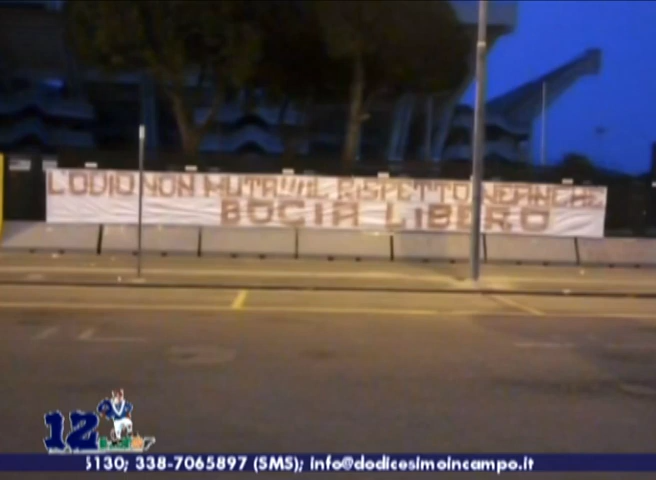 L'ODIO NON MUTA!!!! IL RISPETTO NEANCHE
BOCIA LIBERO
12
5130; 338-7065897 (SMS); info@dodicesimoincampo.it